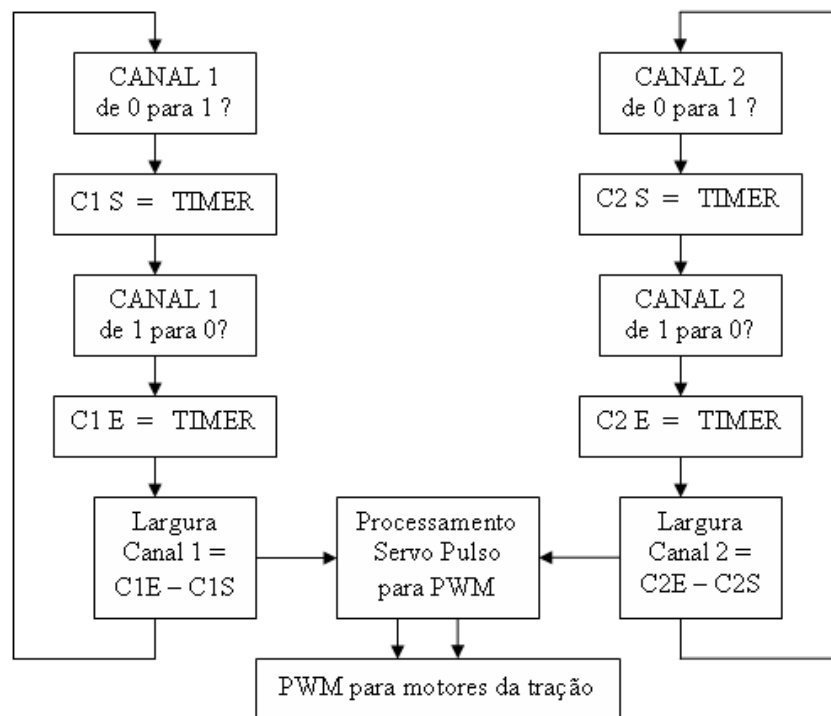 CANAL 1
de 0 para 1 ?
C1 S = TIMER
CANAL 1
de 1 para 0?
C1 E = TIMER
Largura
Canal 1 =
C1E – C1S
Processamento
Servo Pulso
para PWM
PWM para motores da tração
CANAL 2
de 0 para 1 ?
C2 S = TIMER
CANAL 2
de 1 para 0?
C2 E = TIMER
Largura
Canal 2 =
C2E – C2S